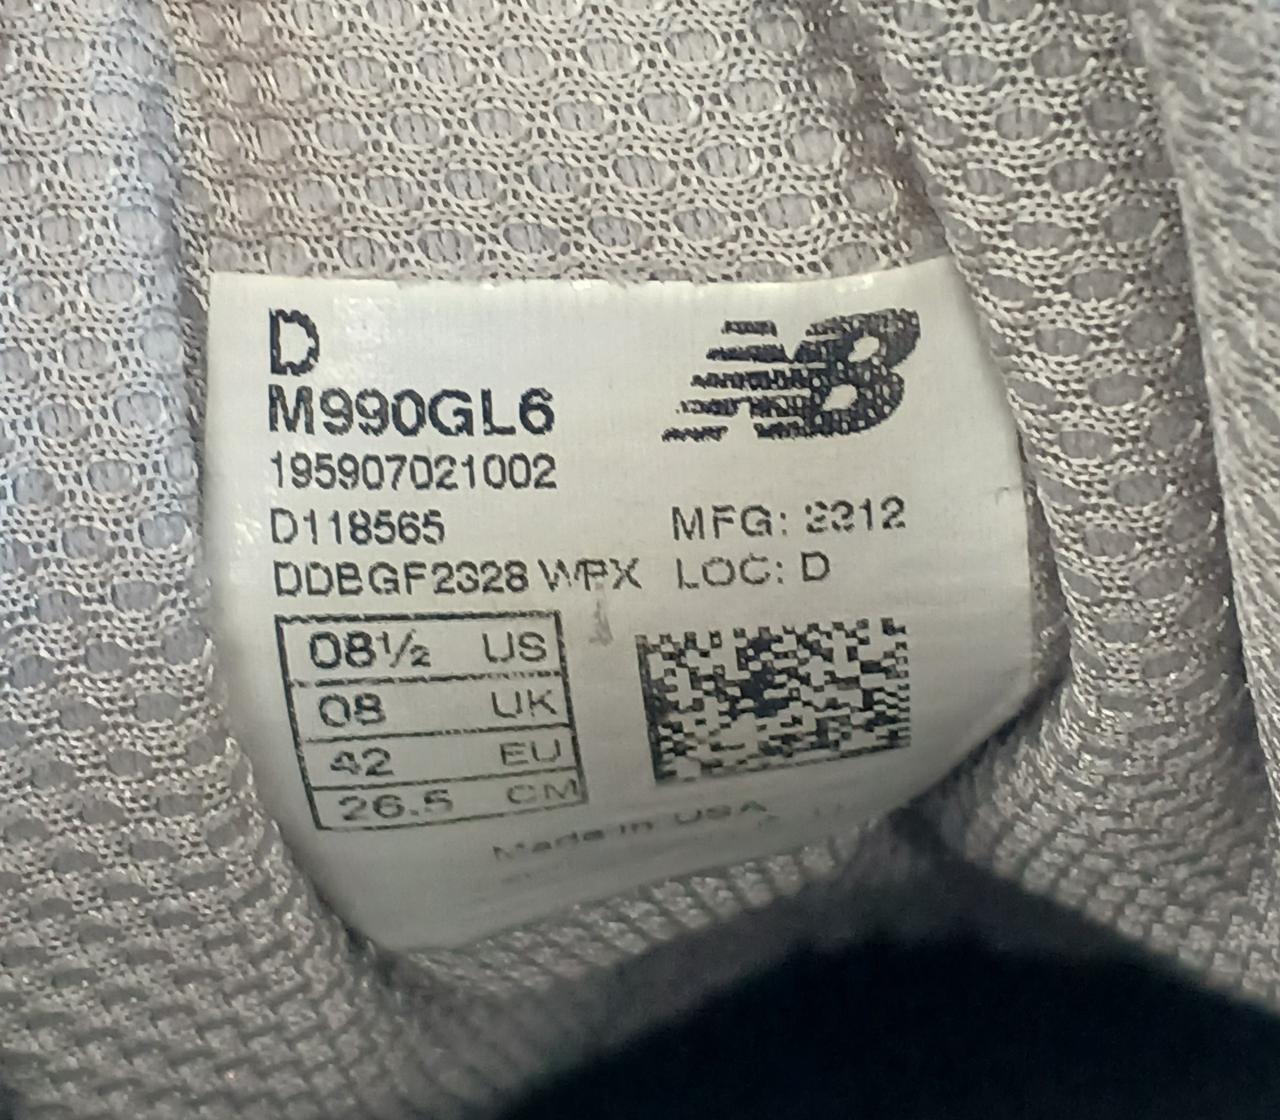 D
M990GL6
195907021002
D118565
MFG: 2312
DDBGF2328 WPX
LOC: D
08½ US
08 UK
42 EU
26.5 CM
Made in USA